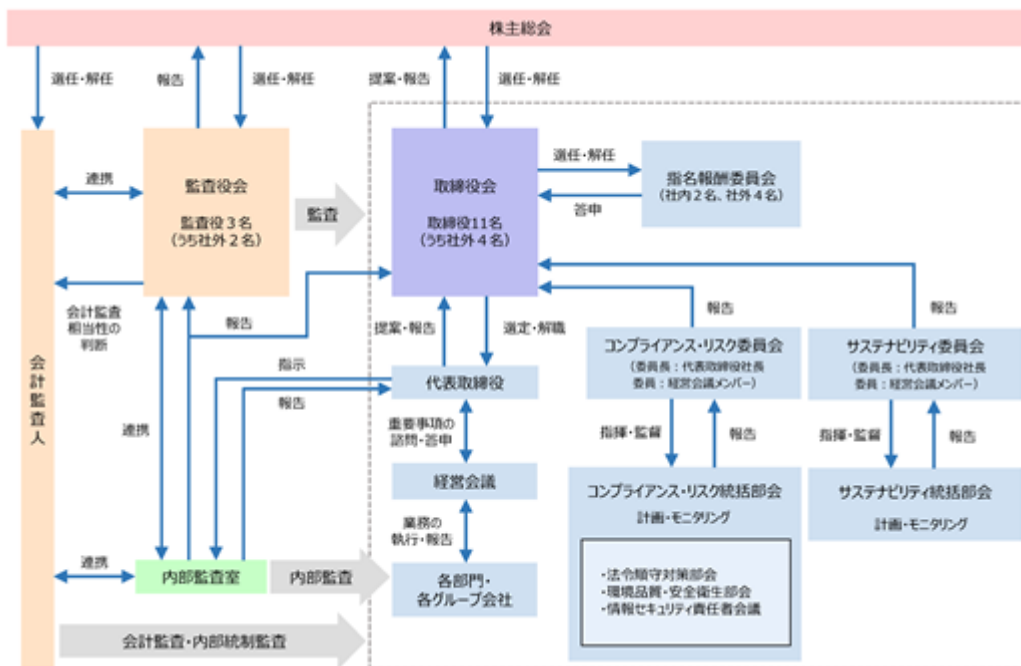 株主総会
選任・解任
報告
選任・解任
提案・報告
選任・解任
監査役会
監査役3名
(うち社外2名)
連携
監査
取締役会
取締役11名
(うち社外4名)
選任・解任
答申
指名報酬委員会
(社内2名、社外4名)
会計監査
相当性の
判断
報告
提案・報告
選定・解職
報告
報告
コンプライアンス・リスク委員会
(委員長:代表取締役社長
委員:経営会議メンバー)
サステナビリティ委員会
(委員長:代表取締役社長
委員:経営会議メンバー)
指示
報告
代表取締役
会計監査人
連携
重要事項の
諮問・答申
指揮・監督
報告
指揮・監督
報告
経営会議
コンプライアンス・リスク統括部会
計画・モニタリング
サステナビリティ統括部会
計画・モニタリング
業務の
執行・報告
連携
内部監査室
内部監査
各部門・
各グループ会社
・法令順守対策部会
・環境品質・安全衛生部会
・情報セキュリティ責任者会議
会計監査・内部統制監査